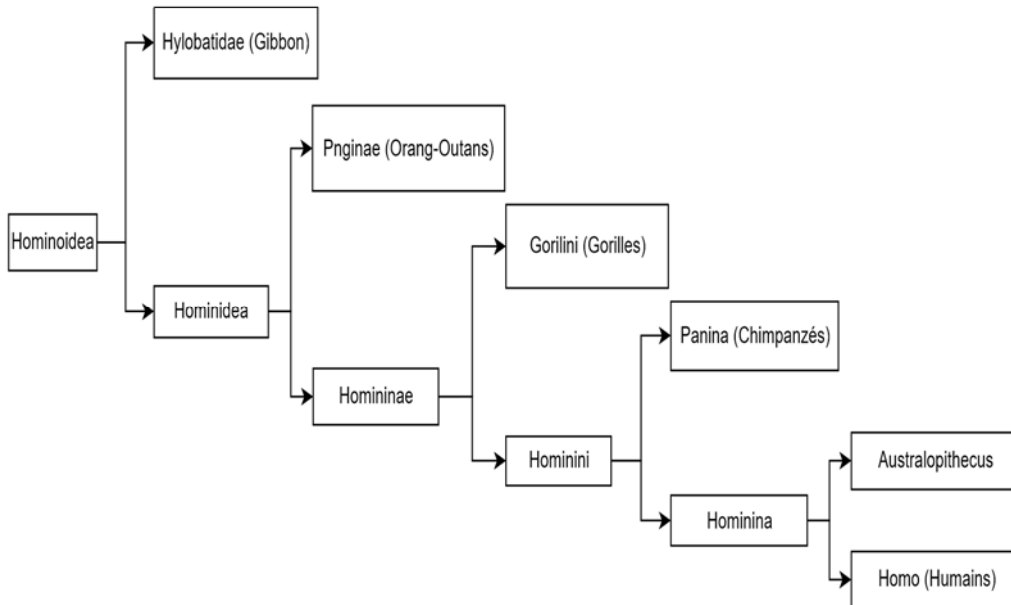 Hylobatidae (Gibbon)
Pnginae (Orang-Outans)
Hominoidea
Gorilini (Gorilles)
Hominidea
Panina (Chimpanzés)
Homininae
Hominini
Australopithecus
Hominina
Homo (Humains)